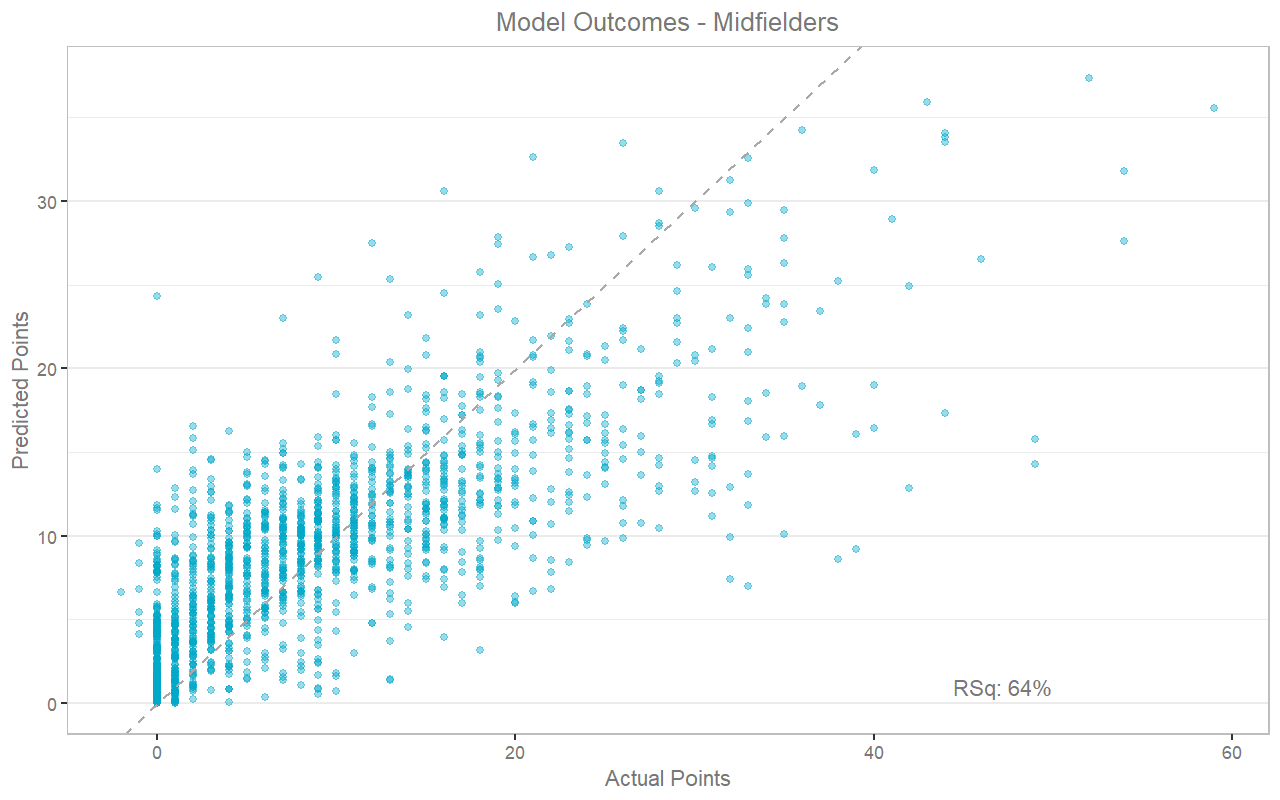 Model Outcomes - Midfielders
Predicted Points
30
20
10
0
RSq: 64%
0 20 40 60
Actual Points